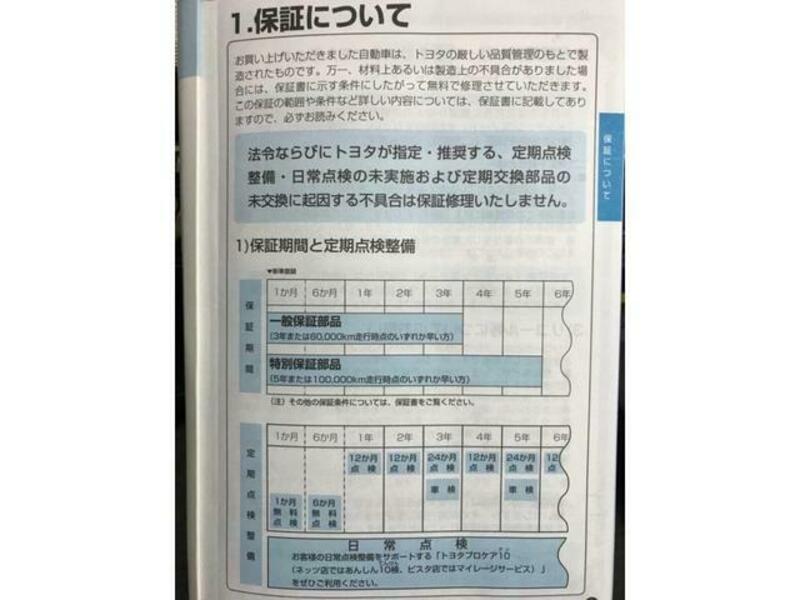 1.保証について
お買い上げいただきました自動車は、トヨタの厳しい品質管理のもとで製
造されたものです。万一、材料上あるいは製造上の不具合がありました場
合には、保証書に示す条件にしたがって無料で修理させていただきます。
この保証の範囲や条件など詳しい内容については、保証書に記載してあり
ますので、必ずお読みください。
法令ならびにトヨタが指定・推奨する、定期点検
整備・日常点検の未実施および定期交換部品の
未交換に起因する不具合は保証修理いたしません。
保証について
1)保証期間と定期点検整備
▼新車登録
1か月 6か月 1年 2年 3年 4年 5年 6年
保証期間
一般保証部品
(3年または60,000km走行時点のいずれか早い方)
特別保証部品
(5年または100,000km走行時点のいずれか早い方)
(注) その他の保証条件については、保証書をご覧ください。
1か月 6か月 1年 2年 3年 4年 5年 6年
定期点検整備
12か月 12か月 24か月 12か月 24か月 12
点検 点検 点検 点検 点検 点
車検 車検
1か月 6か月
無料 無料
点検 点検
日常点検
お客様の日常点検整備をサポートする「トヨタプロケア10
(ネッツ店ではあんしん10検、ビスタ店ではマイレージサービス)」
をぜひご利用ください。